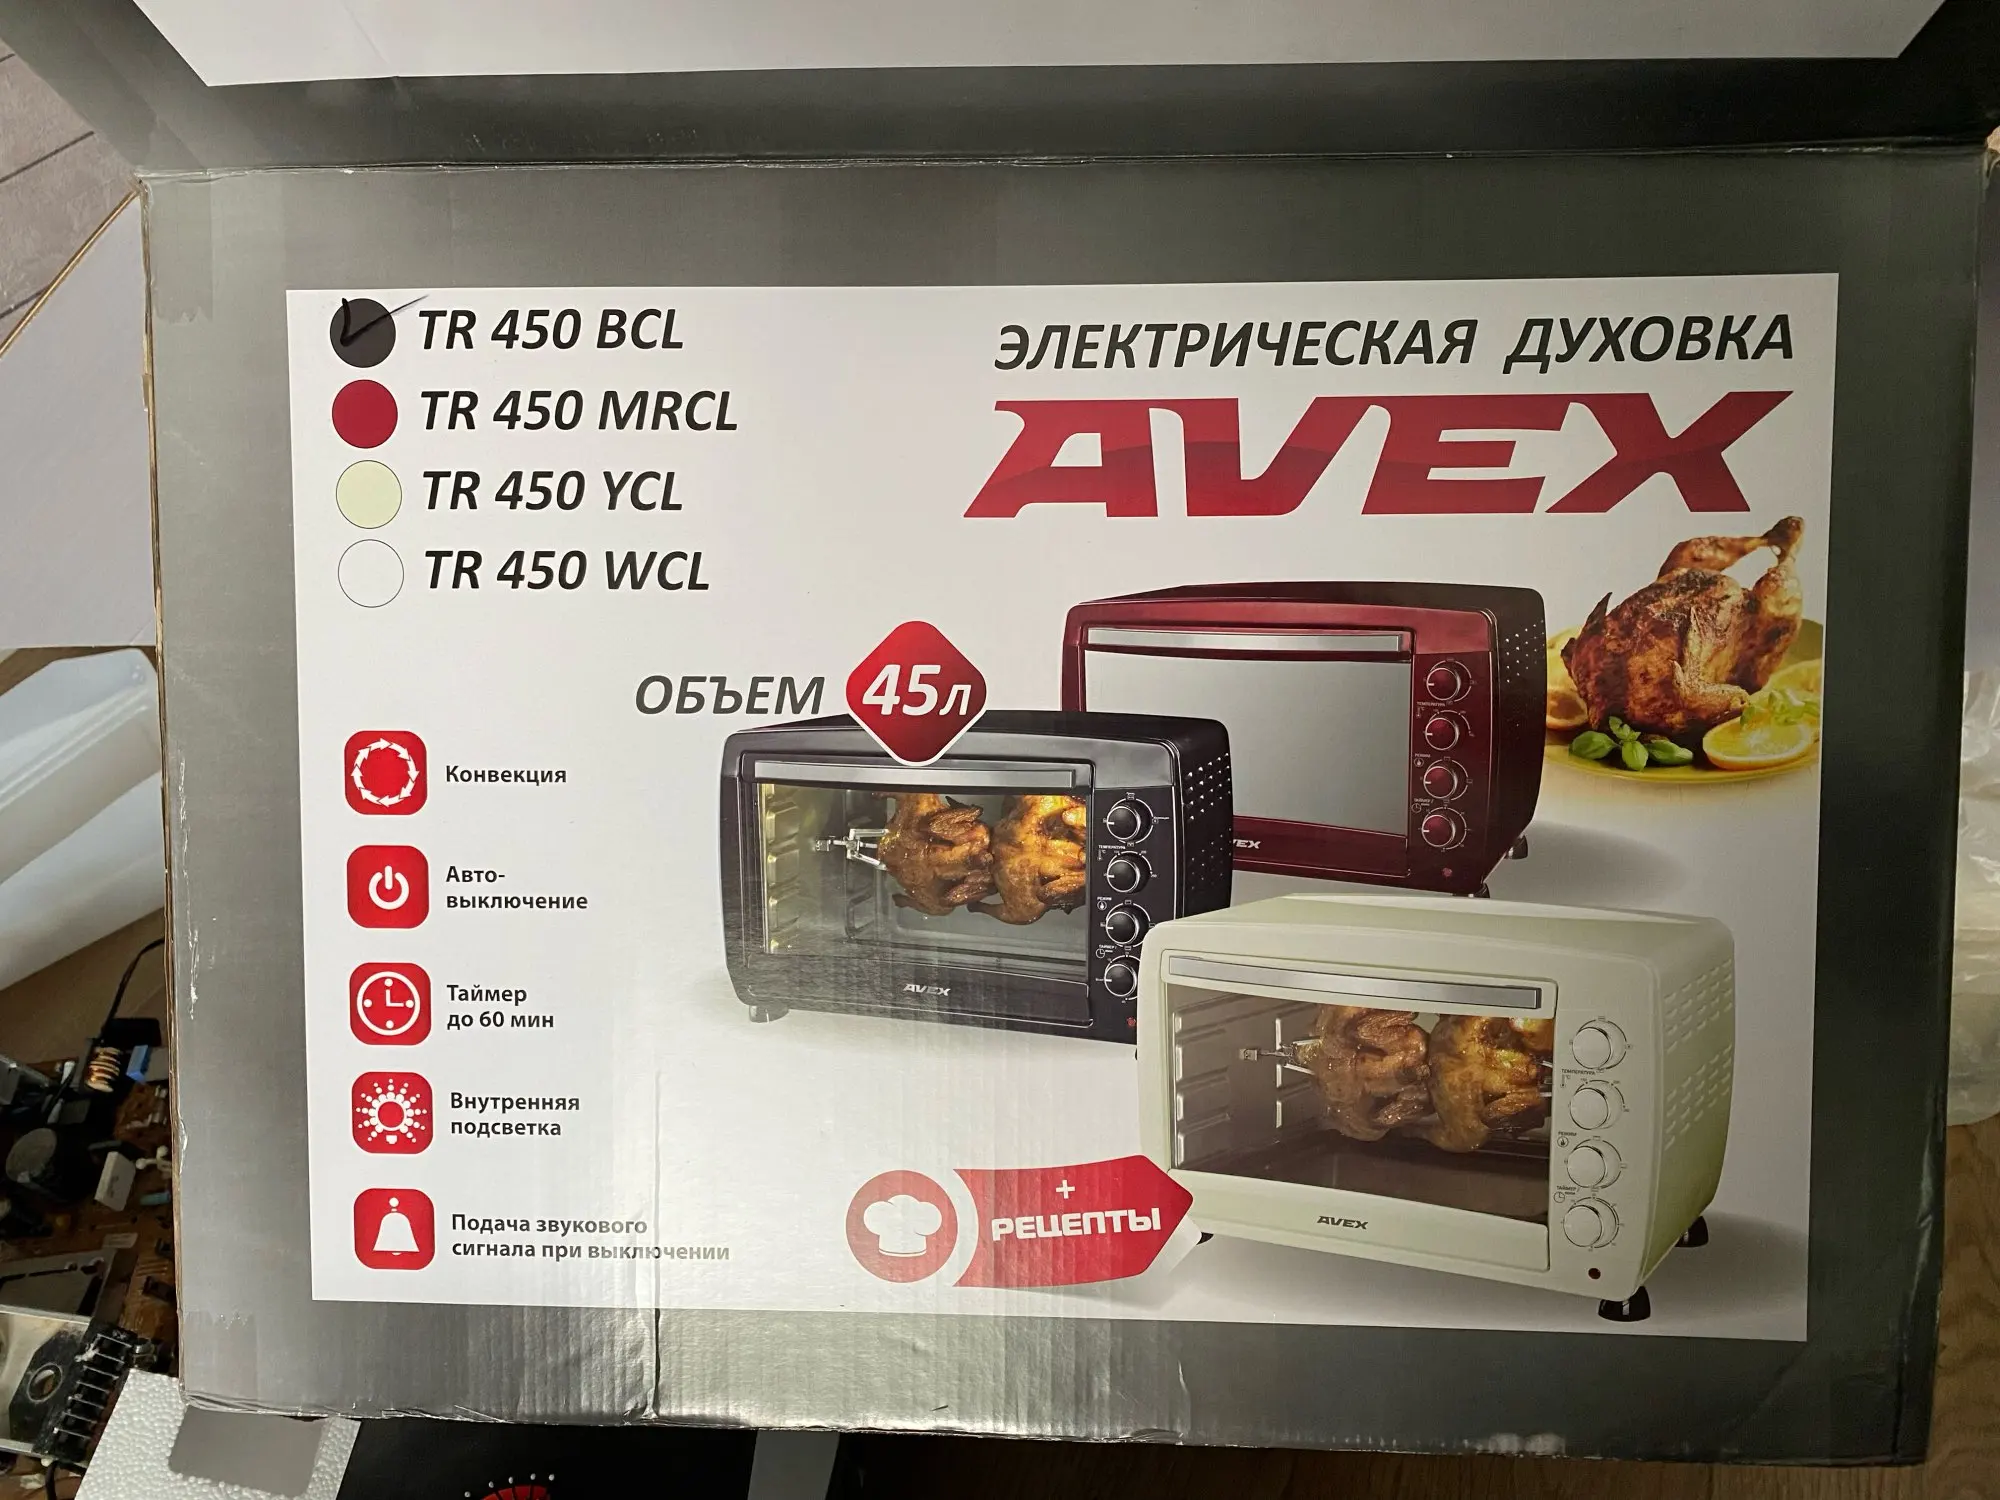 TR 450 BCL
TR 450 MRCL
TR 450 YCL
TR 450 WCL
ЭЛЕКТРИЧЕСКАЯ ДУХОВКА
AVEX
ОБЪЕМ 45л
Конвекция
Авто-
выключение
Таймер
до 60 мин
Внутренняя
подсветка
Подача звукового
сигнала при выключении
+
РЕЦЕПТЫ
AVEX
AVEX